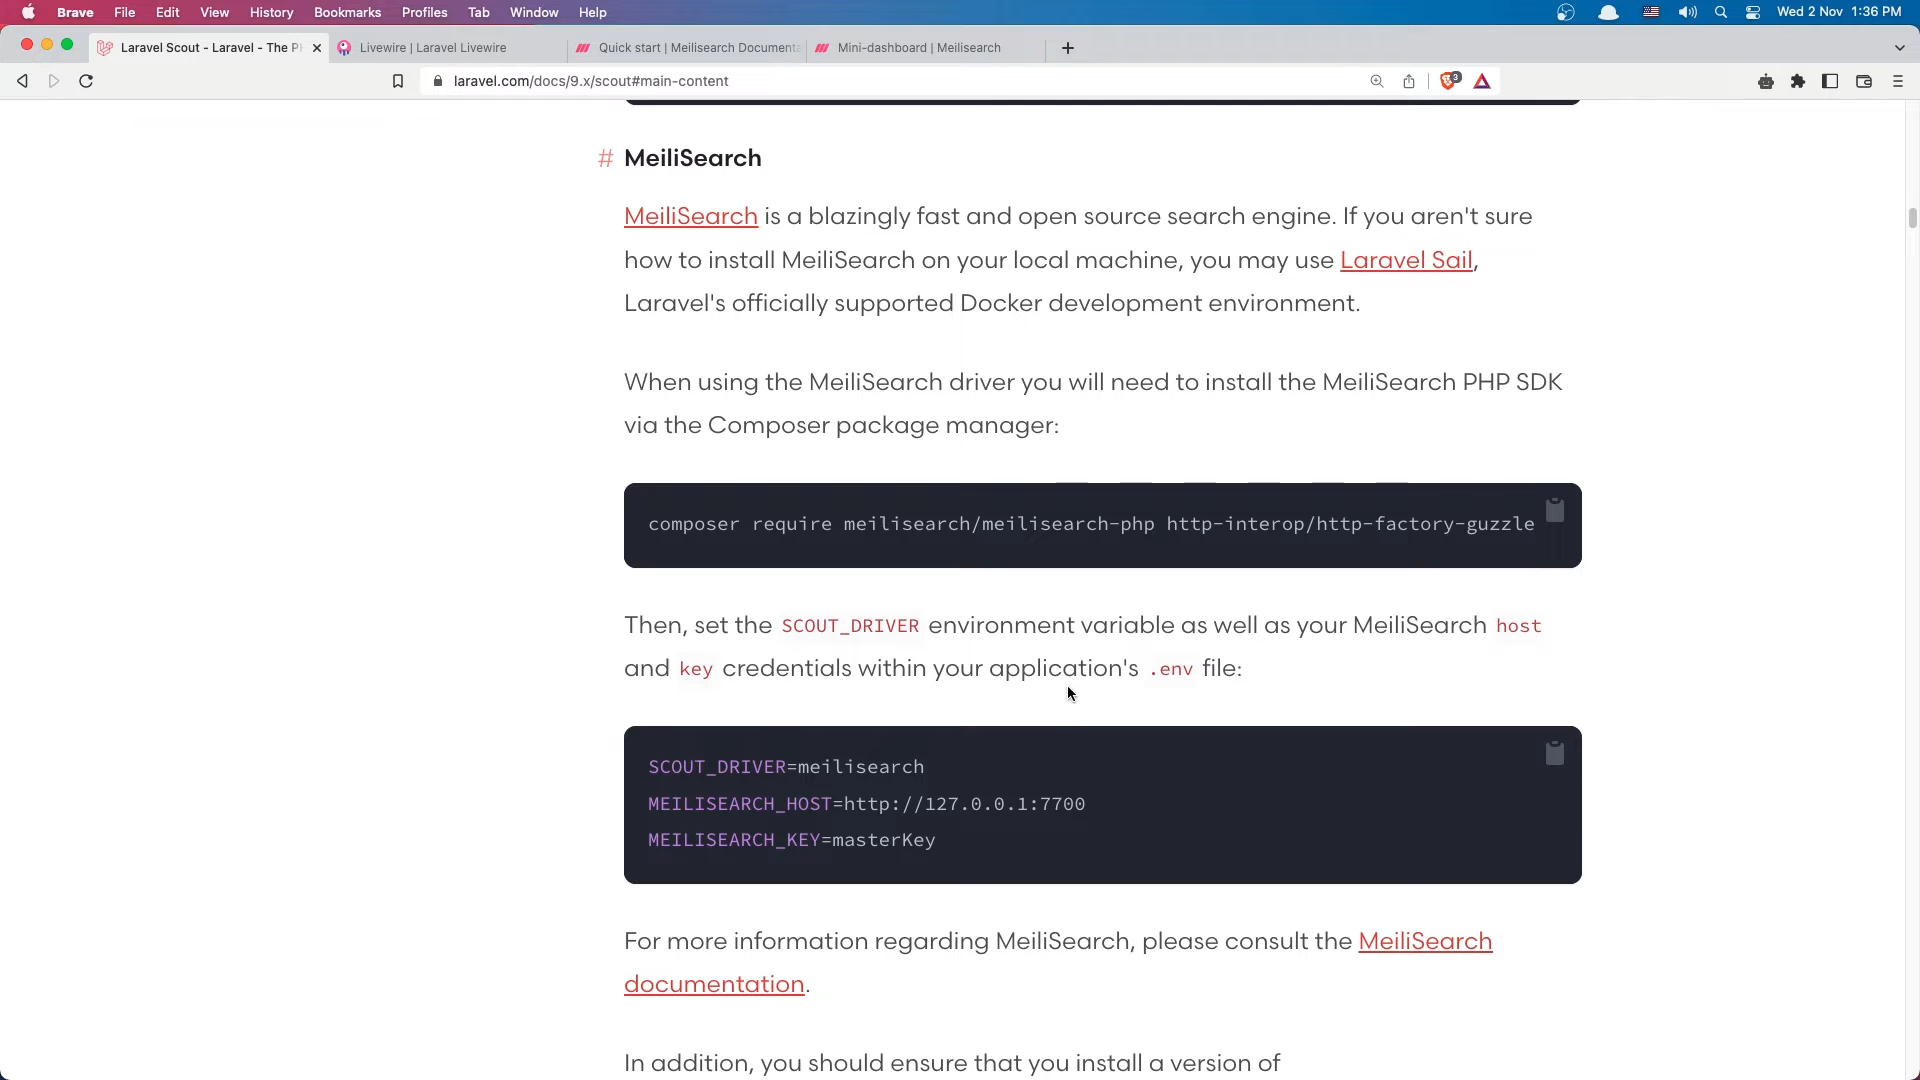 Brave File Edit View History Bookmarks Profiles Tab Window Help Wed 2 Nov 1:36 PM
Laravel Scout - Laravel - The P Livewire | Laravel Livewire Quick start | Meilisearch Documenta Mini-dashboard | Meilisearch
laravel.com/docs/9.x/scout#main-content 3
# MeiliSearch
MeiliSearch is a blazingly fast and open source search engine. If you aren't sure
how to install MeiliSearch on your local machine, you may use Laravel Sail,
Laravel's officially supported Docker development environment.
When using the MeiliSearch driver you will need to install the MeiliSearch PHP SDK
via the Composer package manager:
composer require meilisearch/meilisearch-php http-interop/http-factory-guzzle
Then, set the SCOUT_DRIVER environment variable as well as your MeiliSearch host
and key credentials within your application's .env file:
SCOUT_DRIVER=meilisearch
MEILISEARCH_HOST=http://127.0.0.1:7700
MEILISEARCH_KEY=masterKey
For more information regarding MeiliSearch, please consult the MeiliSearch
documentation.
In addition, you should ensure that you install a version of